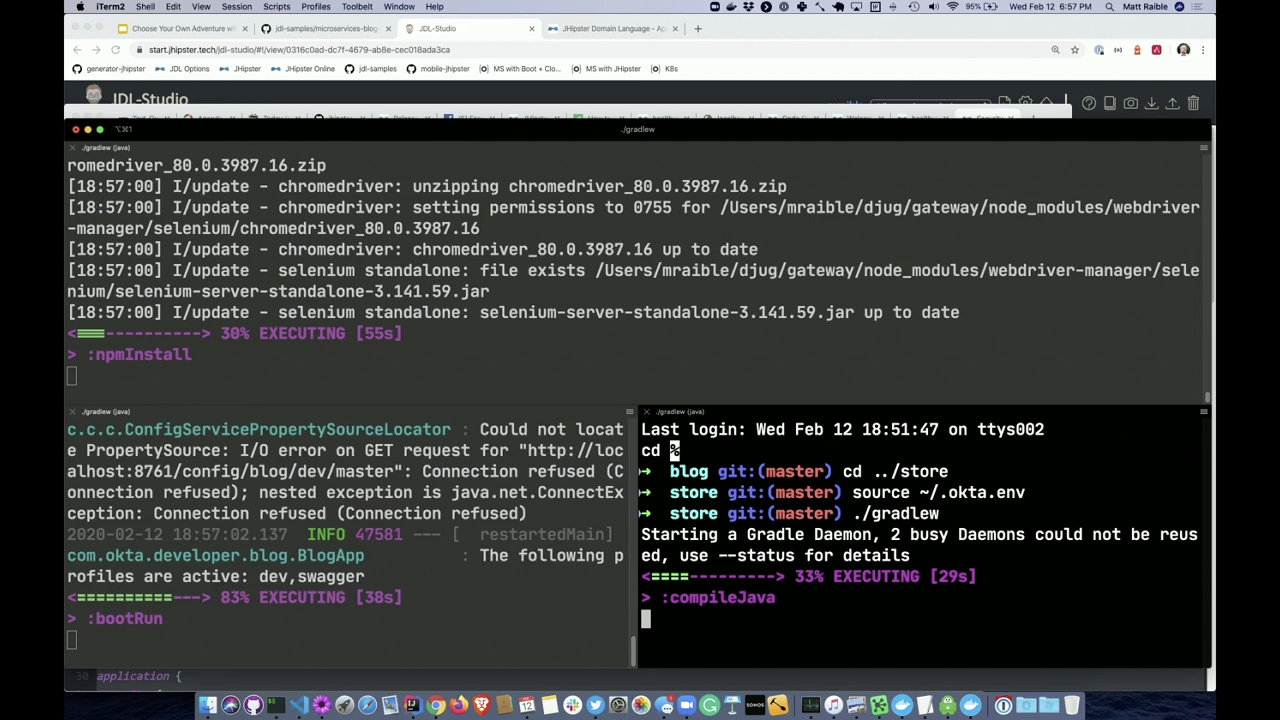 iTerm2 Shell Edit View Session Scripts Profiles Toolbelt Window Help 95% Wed Feb 12 6:57 PM Matt Raible
Choose Your Own Adventure wi jdl-samples/microservices-blog JDL-Studio JHipster Domain Language - Ap
start.jhipster.tech/jdl-studio/#!/view/0316c0ad-dc7f-4679-ab8e-cec018ada3ca
generator-jhipster JDL Options JHipster JHipster Online jdl-samples mobile-jhipster MS with Boot + Clo... MS with JHipster K8s
JDL-Studio
⌥⌘1 ./gradlew
./gradlew (java)
romedriver_80.0.3987.16.zip
[18:57:00] I/update - chromedriver: unzipping chromedriver_80.0.3987.16.zip
[18:57:00] I/update - chromedriver: setting permissions to 0755 for /Users/mraible/djug/gateway/node_modules/webdriver
-manager/selenium/chromedriver_80.0.3987.16
[18:57:00] I/update - chromedriver: chromedriver_80.0.3987.16 up to date
[18:57:00] I/update - selenium standalone: file exists /Users/mraible/djug/gateway/node_modules/webdriver-manager/sele
nium/selenium-server-standalone-3.141.59.jar
[18:57:00] I/update - selenium standalone: selenium-server-standalone-3.141.59.jar up to date
<===----------> 30% EXECUTING [55s]
> :npmInstall
./gradlew (java)
c.c.c.ConfigServicePropertySourceLocator : Could not locat
e PropertySource: I/O error on GET request for "http://loc
alhost:8761/config/blog/dev/master": Connection refused (C
onnection refused); nested exception is java.net.ConnectEx
ception: Connection refused (Connection refused)
2020-02-12 18:57:02.137 INFO 47581 --- [ restartedMain]
com.okta.developer.blog.BlogApp : The following p
rofiles are active: dev,swagger
<==========---> 83% EXECUTING [38s]
> :bootRun
./gradlew (java)
Last login: Wed Feb 12 18:51:47 on ttys002
cd %
➜ blog git:(master) cd ../store
➜ store git:(master) source ~/.okta.env
➜ store git:(master) ./gradlew
Starting a Gradle Daemon, 2 busy Daemons could not be reus
ed, use --status for details
<====---------> 33% EXECUTING [29s]
> :compileJava
30 application {